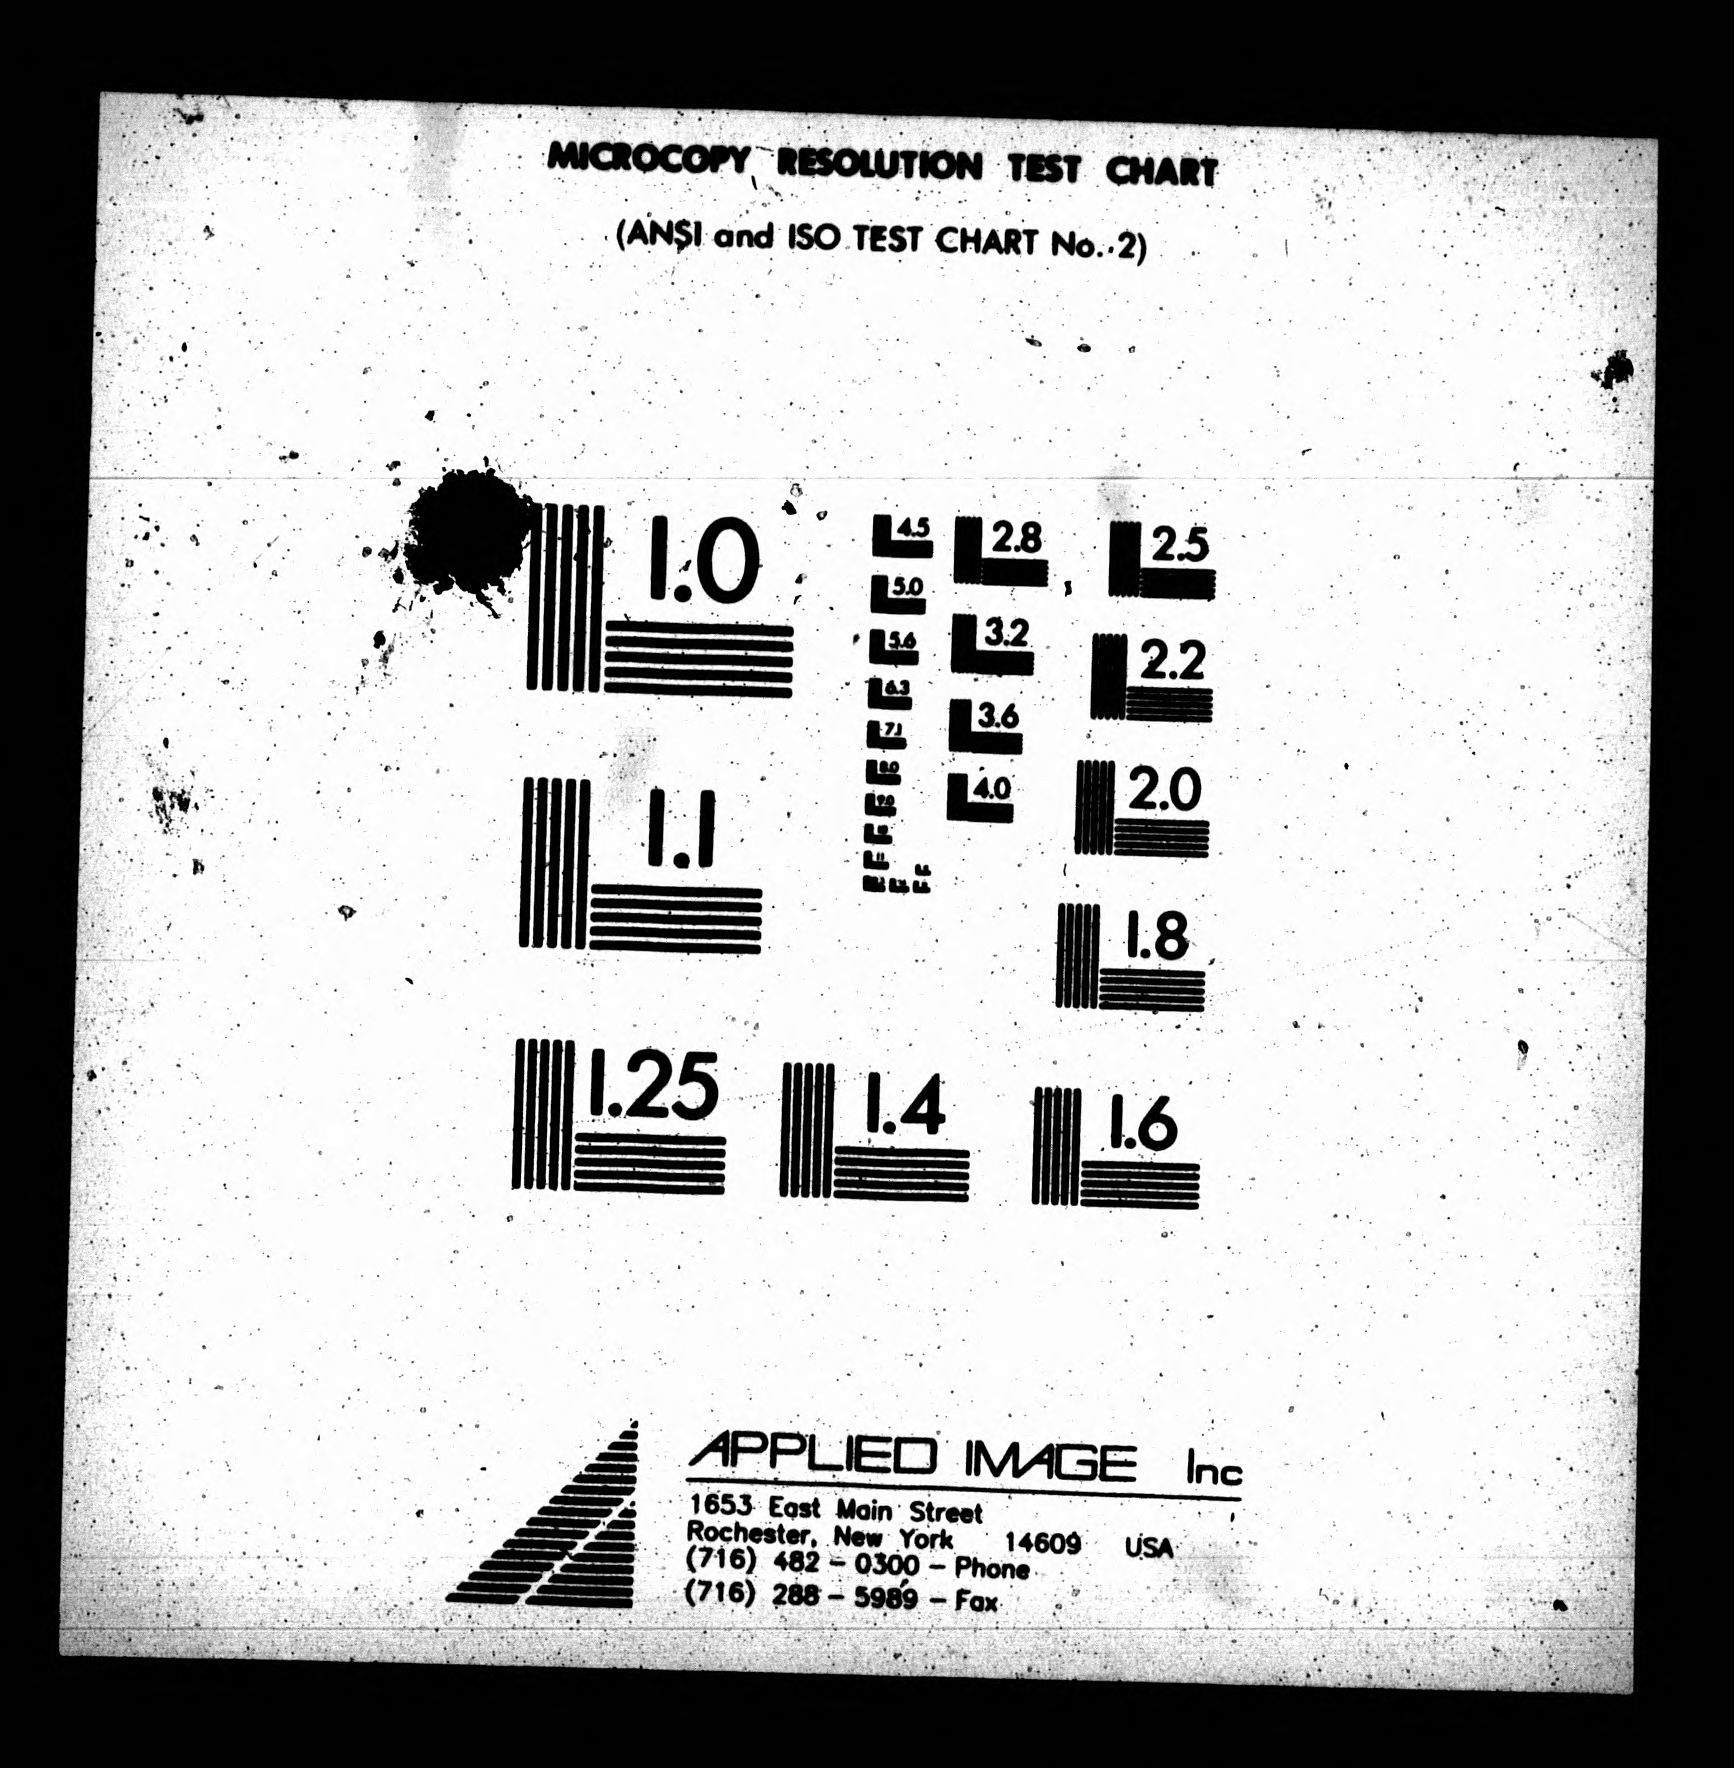 MICROCOPY RESOLUTION TEST CHART
(ANSI and ISO TEST CHART No. 2)
1.0
1.1
1.25
1.4
1.6
1.8
2.0
2.2
2.5
2.8
3.2
3.6
4.0
4.5
5.0
5.6
6.3
7.1
8.0
9.0
APPLIED IMAGE Inc
1653 East Main Street
Rochester, New York 14609 USA
(716) 482 - 0300 - Phone
(716) 288 - 5989 - Fax